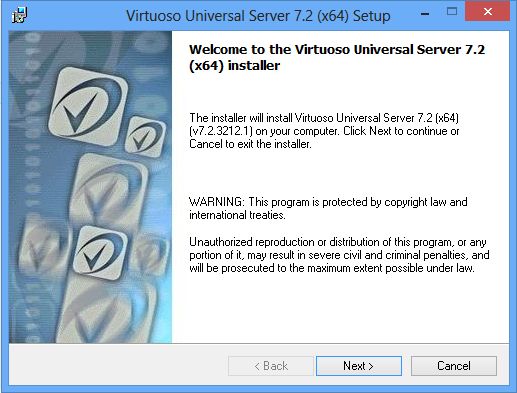 Virtuoso Universal Server 7.2 (x64) Setup
Welcome to the Virtuoso Universal Server 7.2
(x64) installer
The installer will install Virtuoso Universal Server 7.2 (x64)
(v7.2.3212.1) on your computer. Click Next to continue or
Cancel to exit the installer.
WARNING: This program is protected by copyright law and
international treaties.
Unauthorized reproduction or distribution of this program, or any
portion of it, may result in severe civil and criminal penalties, and
will be prosecuted to the maximum extent possible under law.
< Back
Next >
Cancel